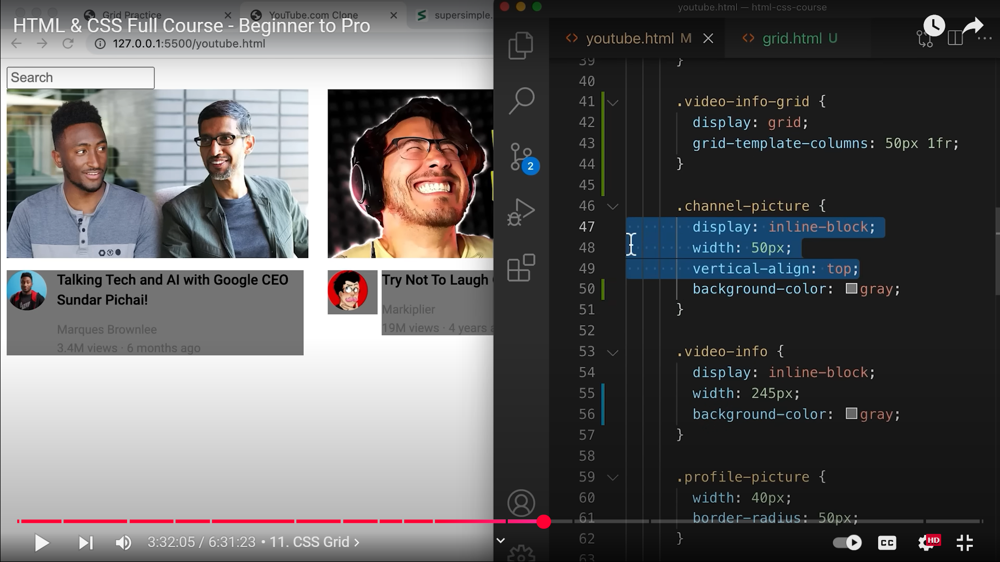 Grid Practice
YouTube.com Clone
supersimple.
HTML & CSS Full Course - Beginner to Pro
127.0.0.1:5500/youtube.html
Search
Talking Tech and AI with Google CEO
Sundar Pichai!
Marques Brownlee
3.4M views · 6 months ago
Try Not To Laugh
Markiplier
19M views · 4 years
youtube.html — html-css-course
youtube.html M
grid.html U
2
39 }
40
41 .video-info-grid {
42 display: grid;
43 grid-template-columns: 50px 1fr;
44 }
45
46 .channel-picture {
47 display: inline-block;
48 width: 50px;
49 vertical-align: top;
50 background-color: gray;
51 }
52
53 .video-info {
54 display: inline-block;
55 width: 245px;
56 background-color: gray;
57 }
58
59 .profile-picture {
60 width: 40px;
61 border-radius: 50px;
62 }
63
3:32:05 / 6:31:23 • 11. CSS Grid
CC
HD